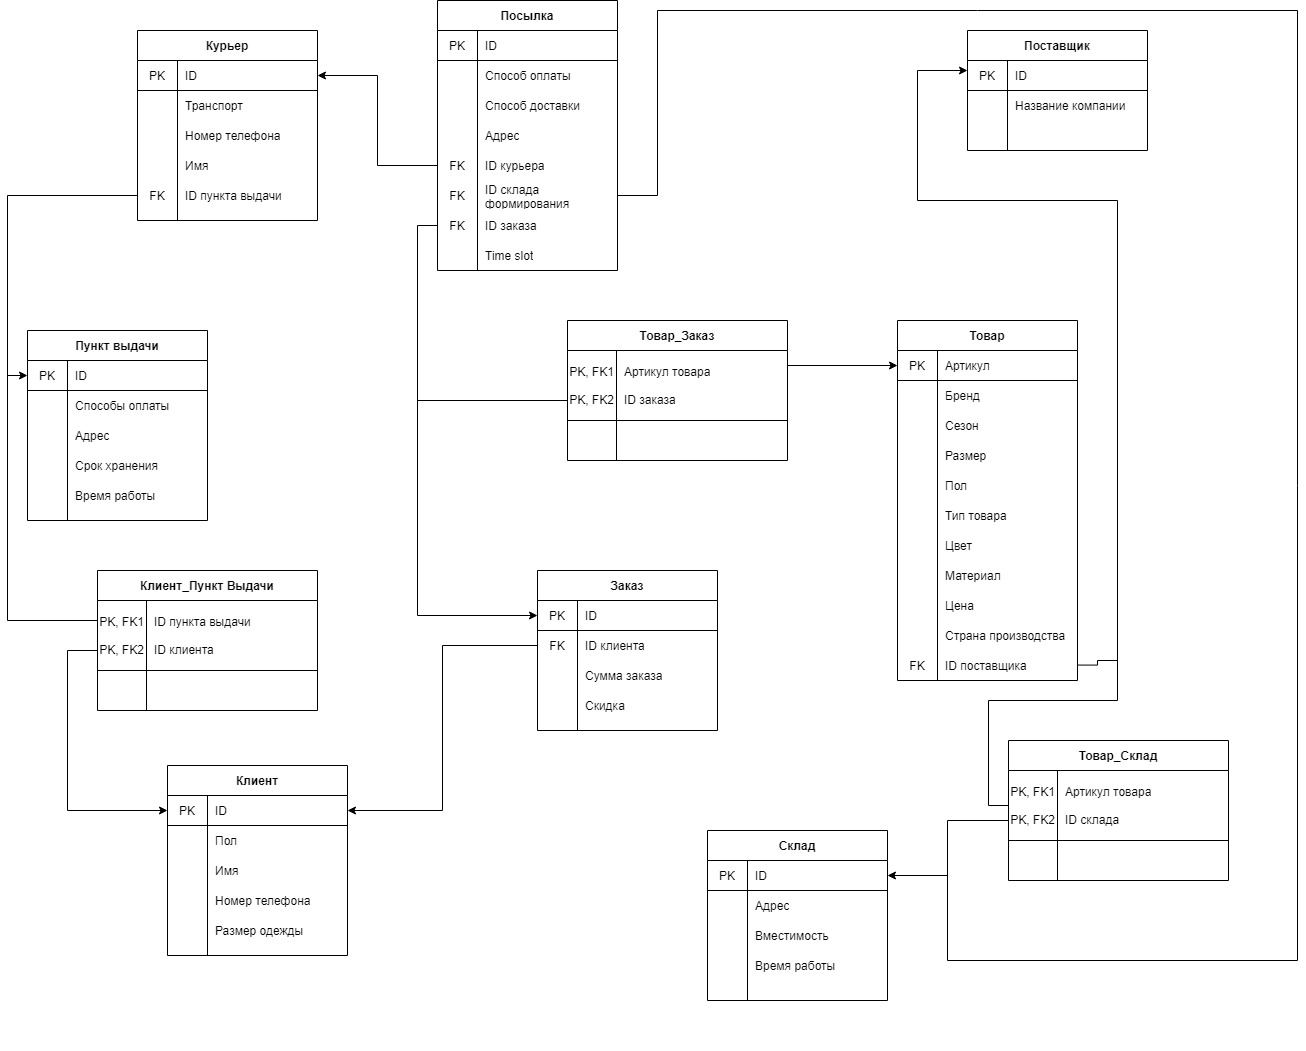 Посылка
PK ID
Способ оплаты
Способ доставки
Адрес
FK ID курьера
FK ID склада
формирования
FK ID заказа
Time slot
Курьер
PK ID
Транспорт
Номер телефона
Имя
FK ID пункта выдачи
Поставщик
PK ID
Название компании
Пункт выдачи
PK ID
Способы оплаты
Адрес
Срок хранения
Время работы
Товар_Заказ
PK, FK1 Артикул товара
PK, FK2 ID заказа
Товар
PK Артикул
Бренд
Сезон
Размер
Пол
Тип товара
Цвет
Материал
Цена
Страна производства
FK ID поставщика
Клиент_Пункт Выдачи
PK, FK1 ID пункта выдачи
PK, FK2 ID клиента
Заказ
PK ID
FK ID клиента
Сумма заказа
Скидка
Товар_Склад
PK, FK1 Артикул товара
PK, FK2 ID склада
Клиент
PK ID
Пол
Имя
Номер телефона
Размер одежды
Склад
PK ID
Адрес
Вместимость
Время работы